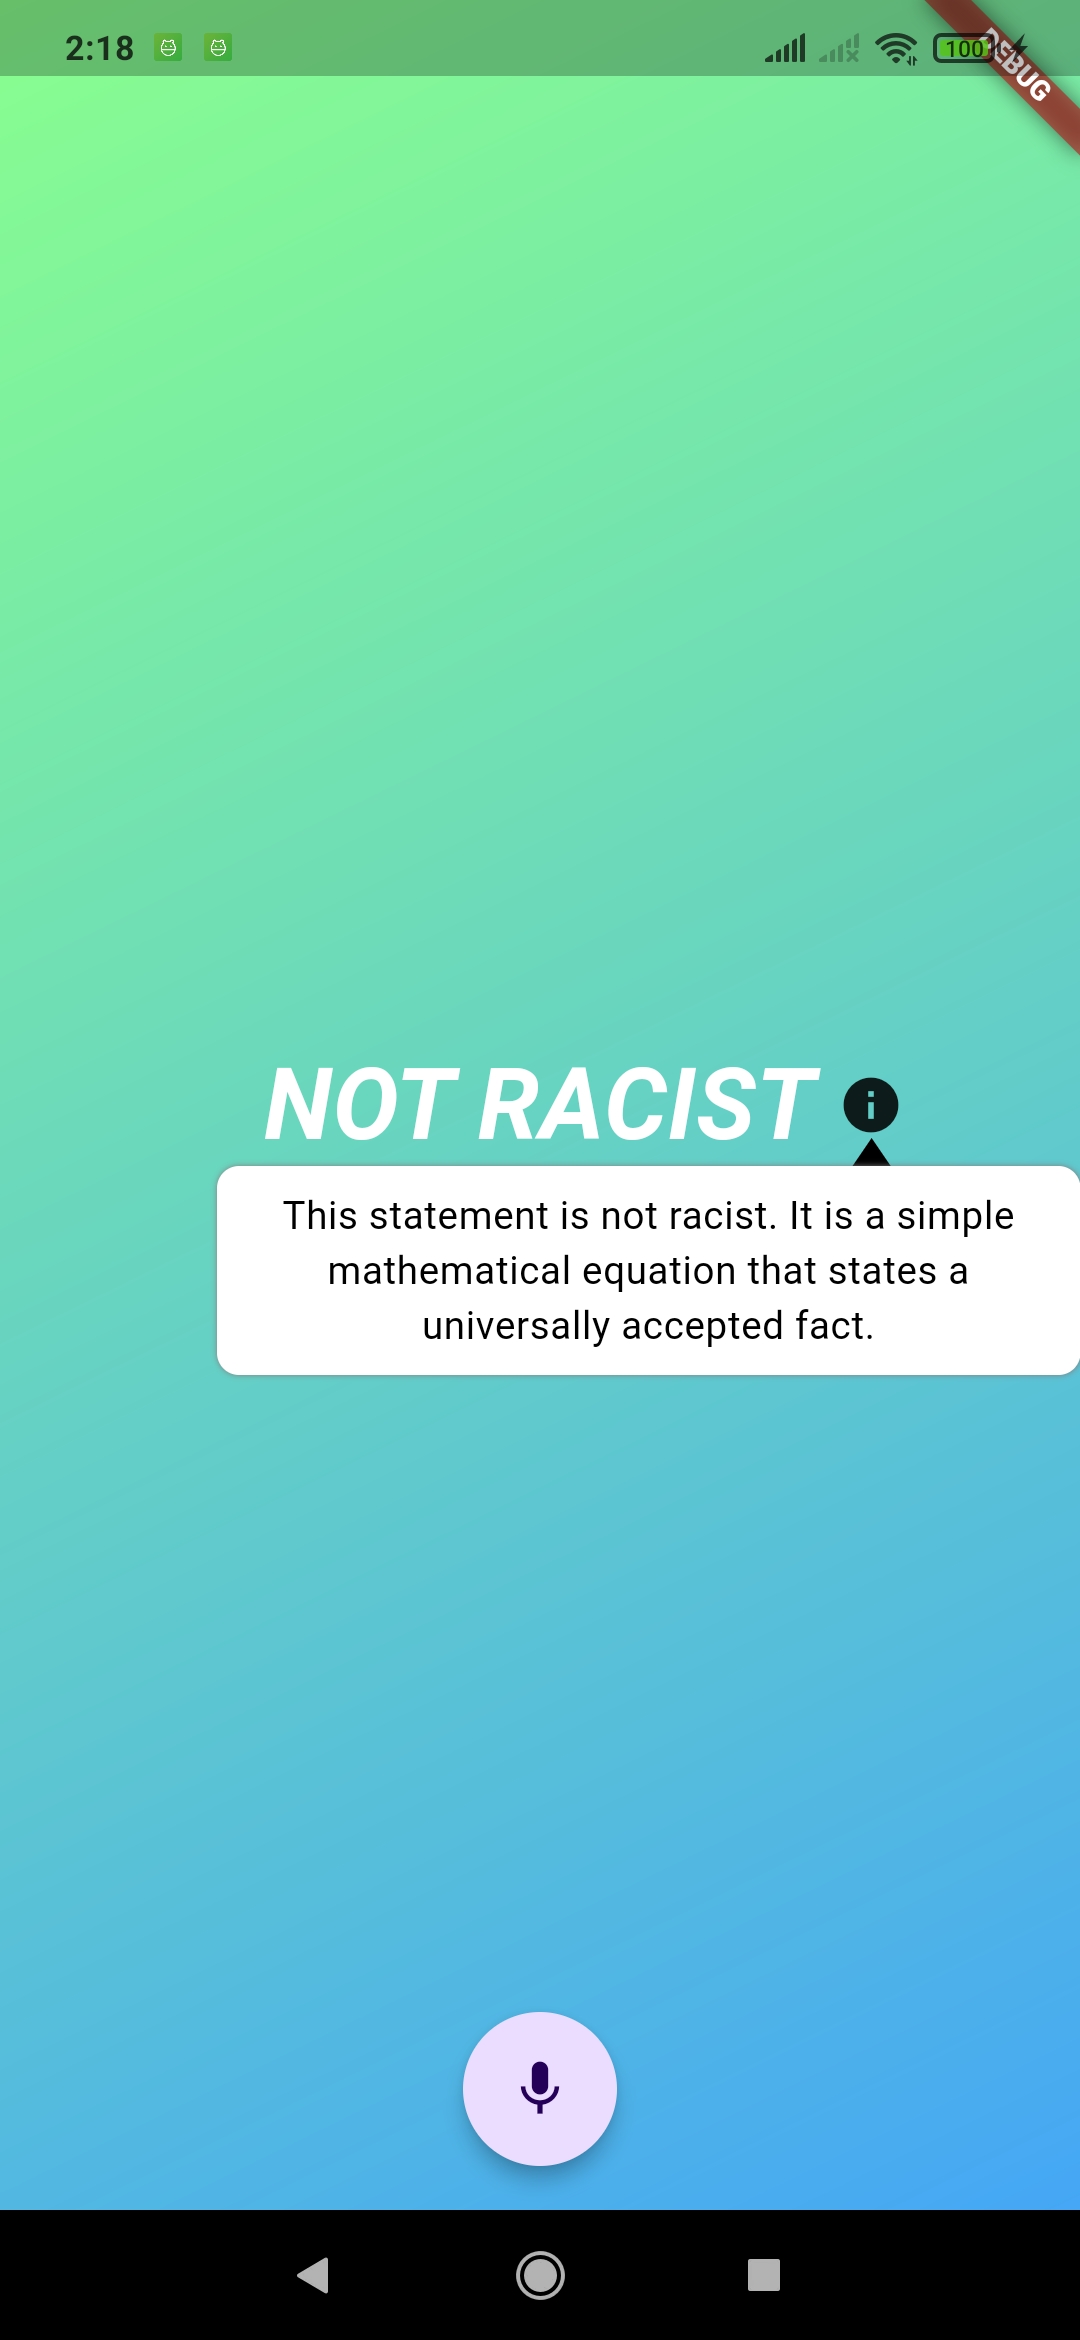 2:18
100
DEBUG
NOT RACIST
This statement is not racist. It is a simple
mathematical equation that states a
universally accepted fact.